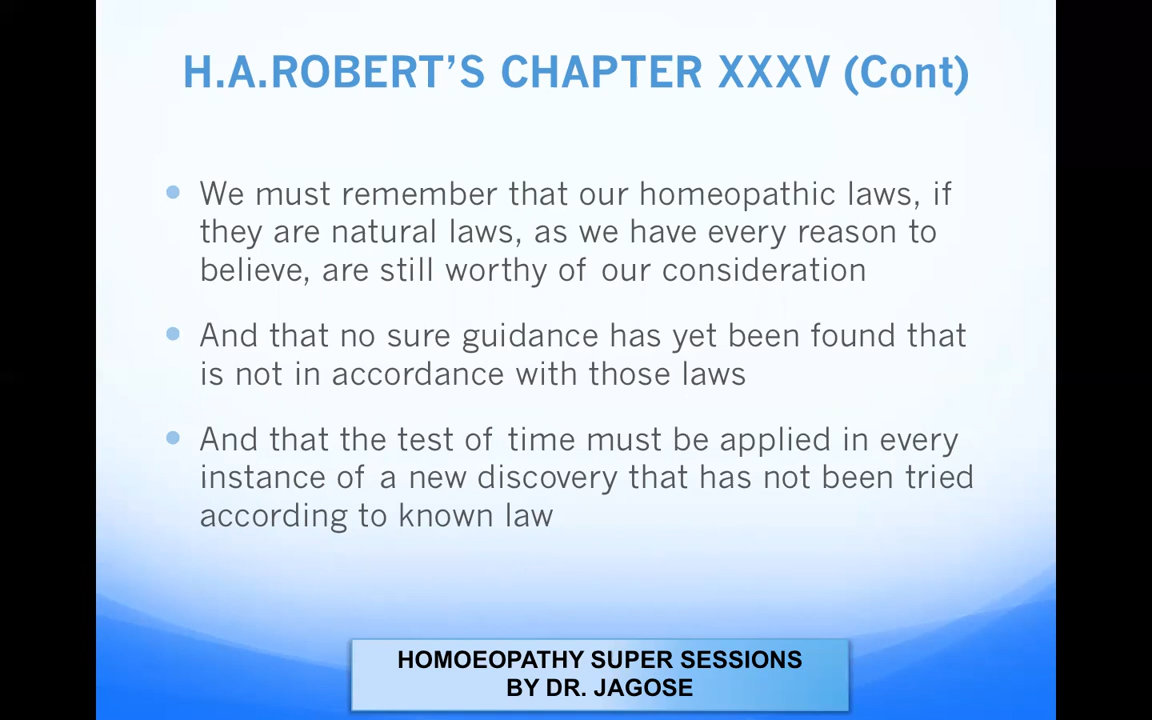 H.A.ROBERT’S CHAPTER XXXV (Cont)
We must remember that our homeopathic laws, if
they are natural laws, as we have every reason to
believe, are still worthy of our consideration
And that no sure guidance has yet been found that
is not in accordance with those laws
And that the test of time must be applied in every
instance of a new discovery that has not been tried
according to known law
HOMOEOPATHY SUPER SESSIONS
BY DR. JAGOSE